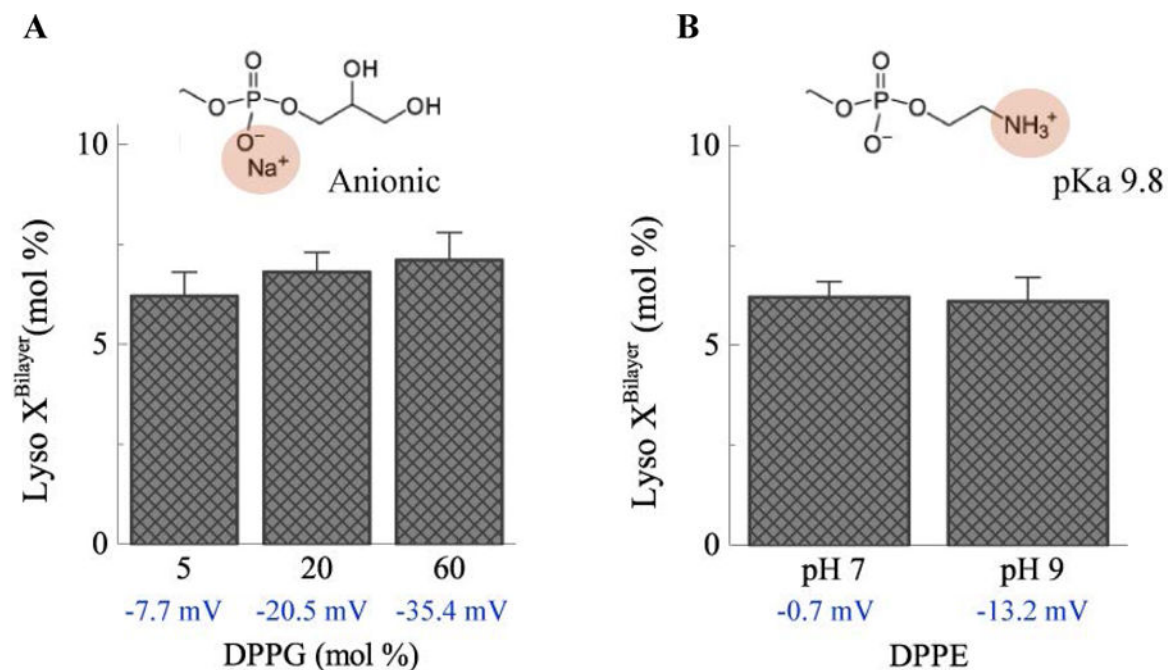 A
O
O
P
O
OH
OH
O⁻
Na⁺
Anionic
10
5
0
Lyso X^Bilayer (mol %)
5 20 60
-7.7 mV -20.5 mV -35.4 mV
DPPG (mol %)
B
O
O
P
O
NH₃⁺
O⁻
pKa 9.8
10
5
0
Lyso X^Bilayer (mol %)
pH 7 pH 9
-0.7 mV -13.2 mV
DPPE